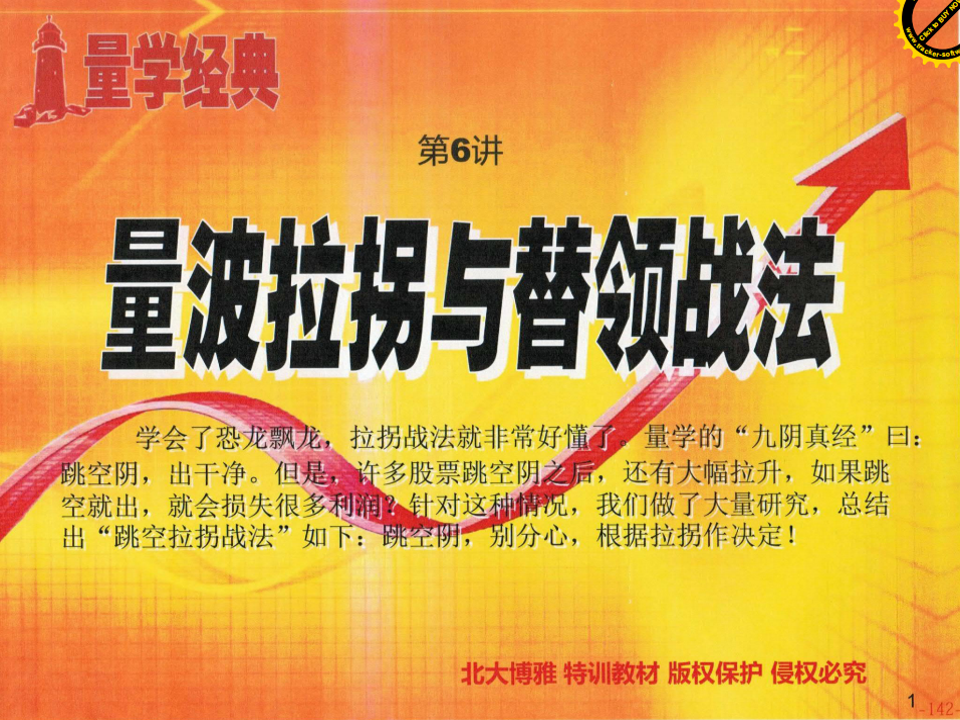 Click to BUY NO
www.tracker-softw
量学经典
第6讲
量波拉拐与替领战法
学会了恐龙飘龙，拉拐战法就非常好懂了。量学的“九阴真经”曰：
跳空阴，出干净。但是，许多股票跳空阴之后，还有大幅拉升，如果跳
空就出，就会损失很多利润？针对这种情况，我们做了大量研究，总结
出“跳空拉拐战法”如下：跳空阴，别分心，根据拉拐作决定！
北大博雅 特训教材 版权保护 侵权必究
1
-142-